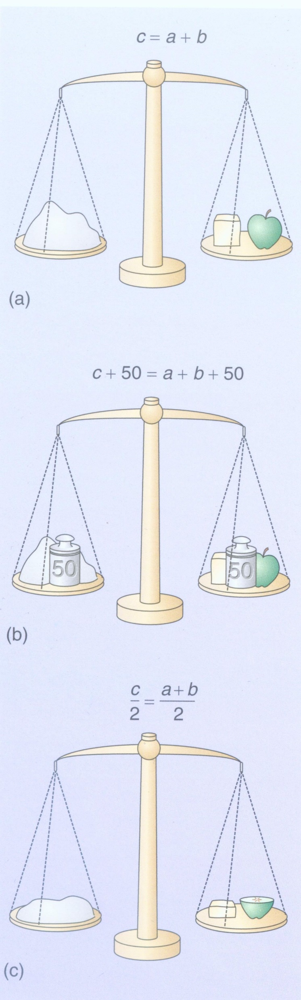 c = a + b
(a)
c + 50 = a + b + 50
50
50
(b)
c/2 = a+b/2
(c)